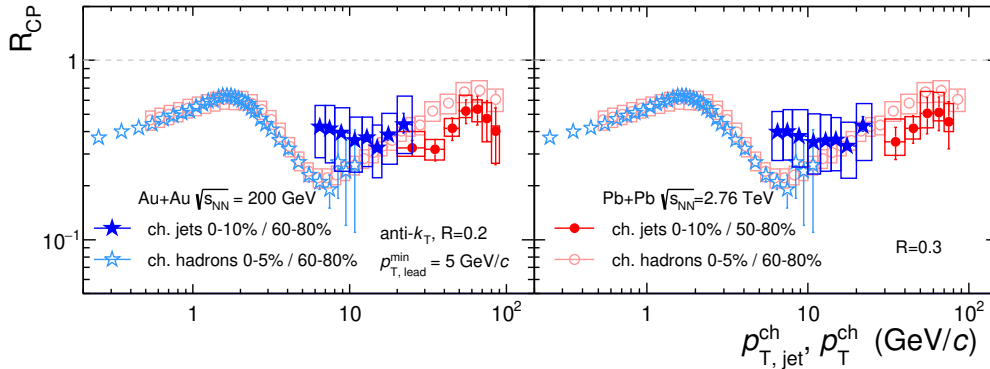 R_CP
1
10^−1
Au+Au √s_NN = 200 GeV
ch. jets 0-10% / 60-80%
ch. hadrons 0-5% / 60-80%
anti-k_T, R=0.2
p_T, lead^min = 5 GeV/c
1 10 10^2
Pb+Pb √s_NN=2.76 TeV
ch. jets 0-10% / 50-80%
ch. hadrons 0-5% / 60-80%
R=0.3
1 10 10^2
p_T, jet^ch, p_T^ch (GeV/c)